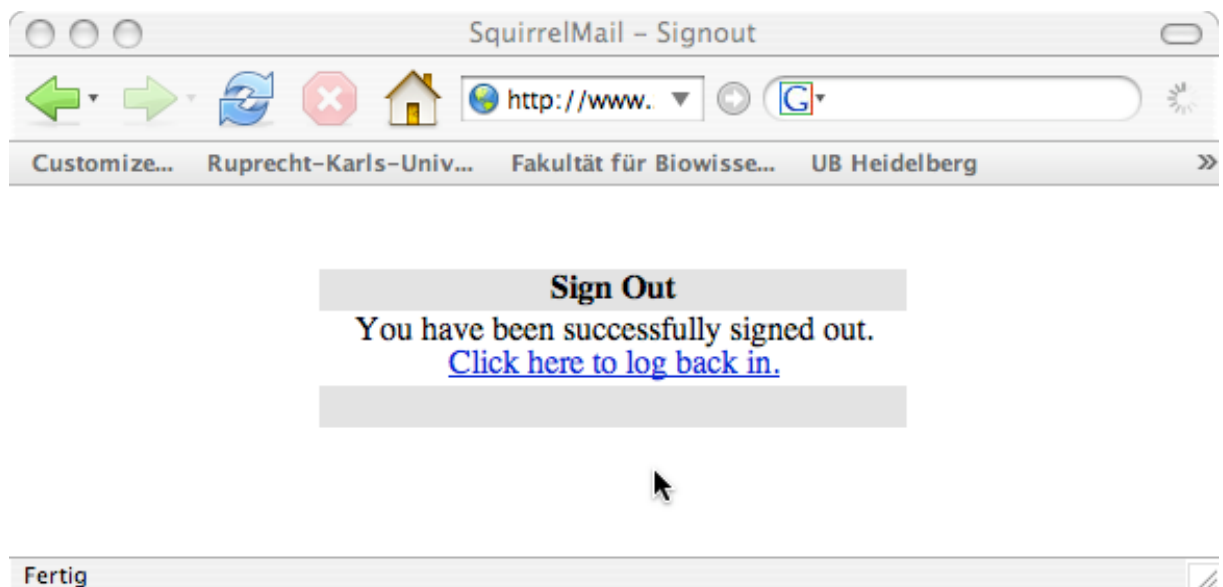 SquirrelMail – Signout
http://www.
G
Customize... Ruprecht-Karls-Univ... Fakultät für Biowisse... UB Heidelberg »
Sign Out
You have been successfully signed out.
Click here to log back in.
Fertig